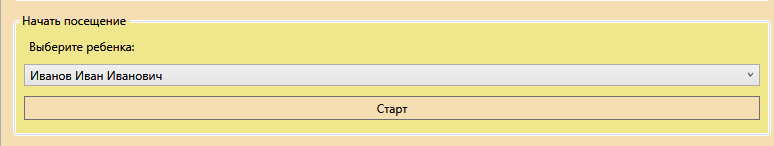 Начать посещение
Выберите ребенка:
Иванов Иван Иванович
Старт